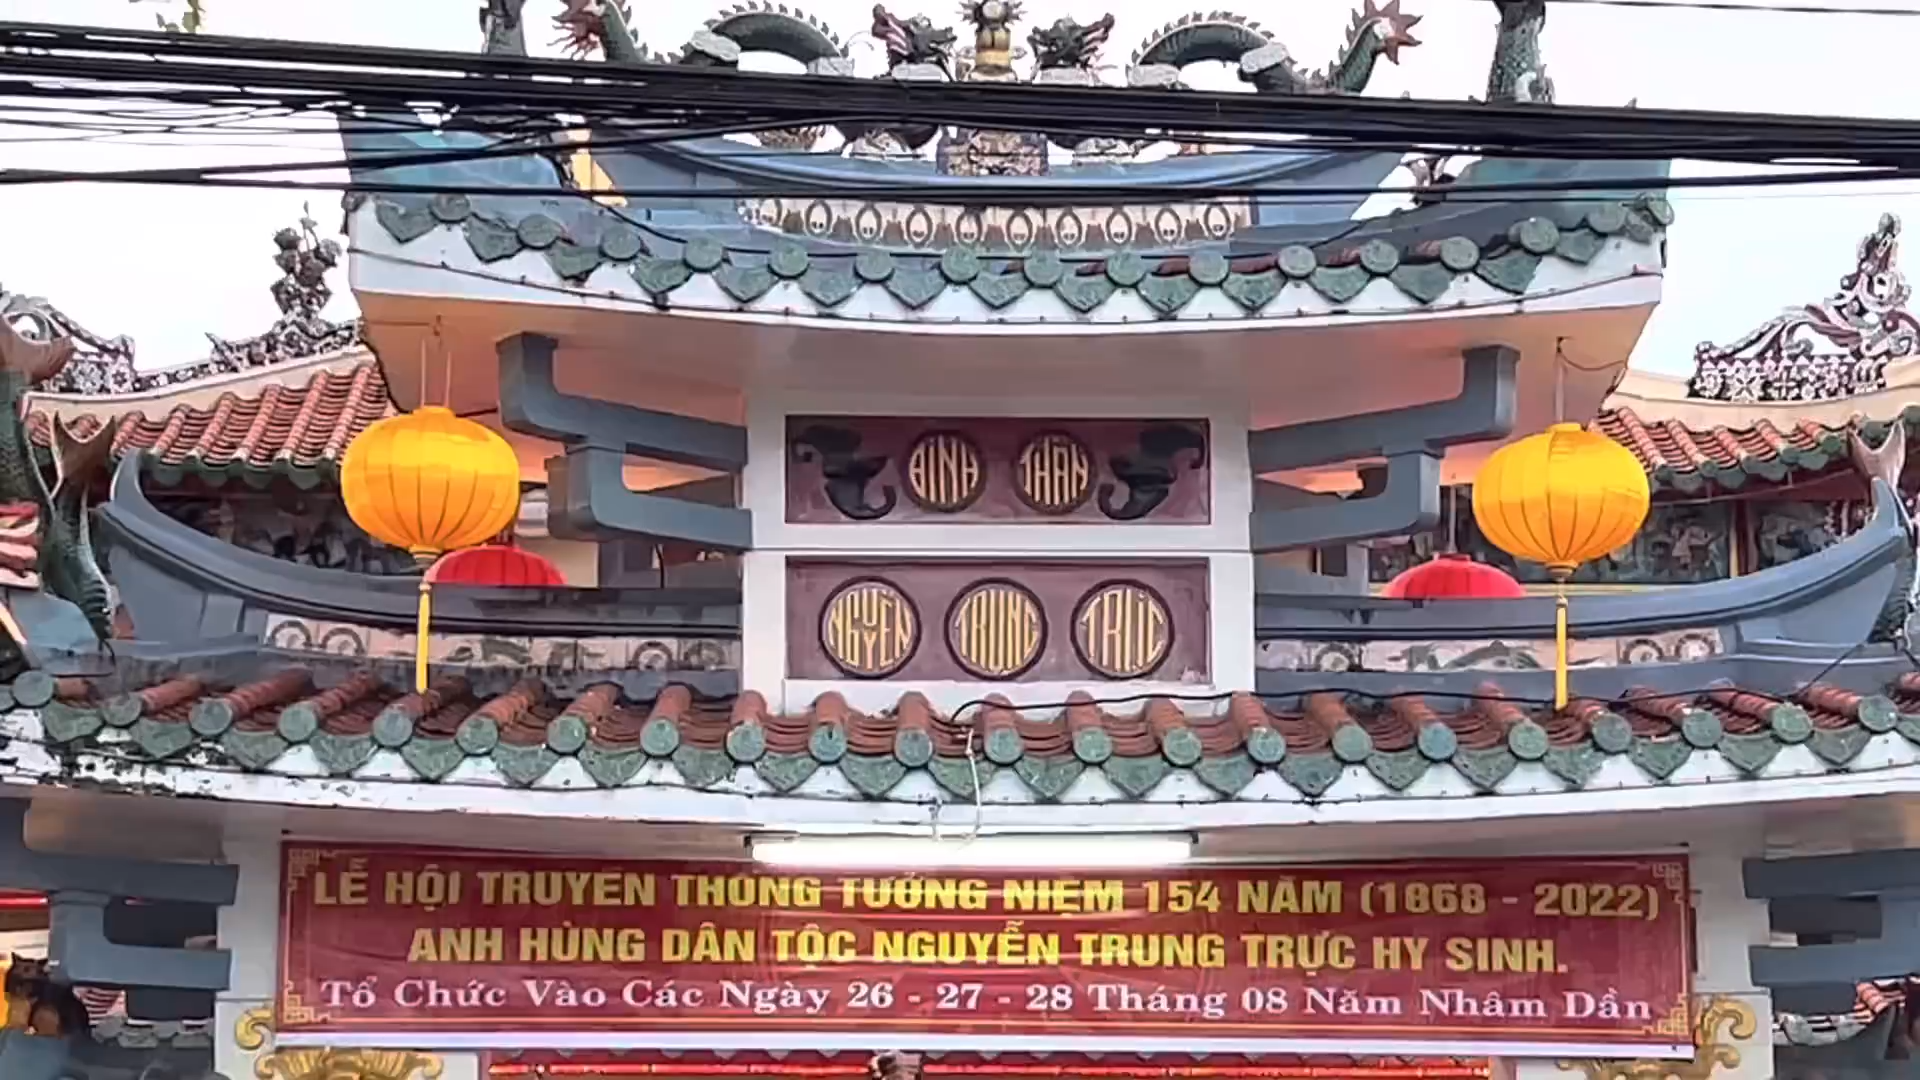 ĐÌNH THẦN
NGUYỄN TRUNG TRỰC
LỄ HỘI TRUYỀN THỐNG TƯỞNG NIỆM 154 NĂM (1868 - 2022)
ANH HÙNG DÂN TỘC NGUYỄN TRUNG TRỰC HY SINH.
Tổ Chức Vào Các Ngày 26 - 27 - 28 Tháng 08 Năm Nhâm Dần